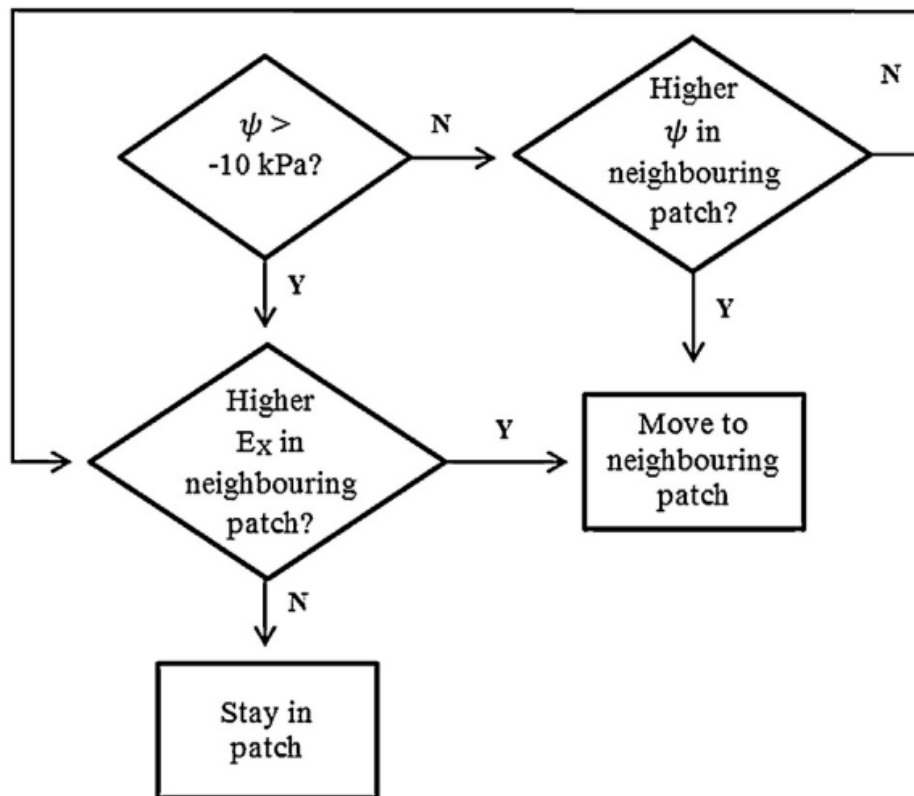 ψ >
-10 kPa?
N
Higher
ψ in
neighbouring
patch?
N
Y
Y
Higher
Ex in
neighbouring
patch?
Y
Move to
neighbouring
patch
N
Stay in
patch